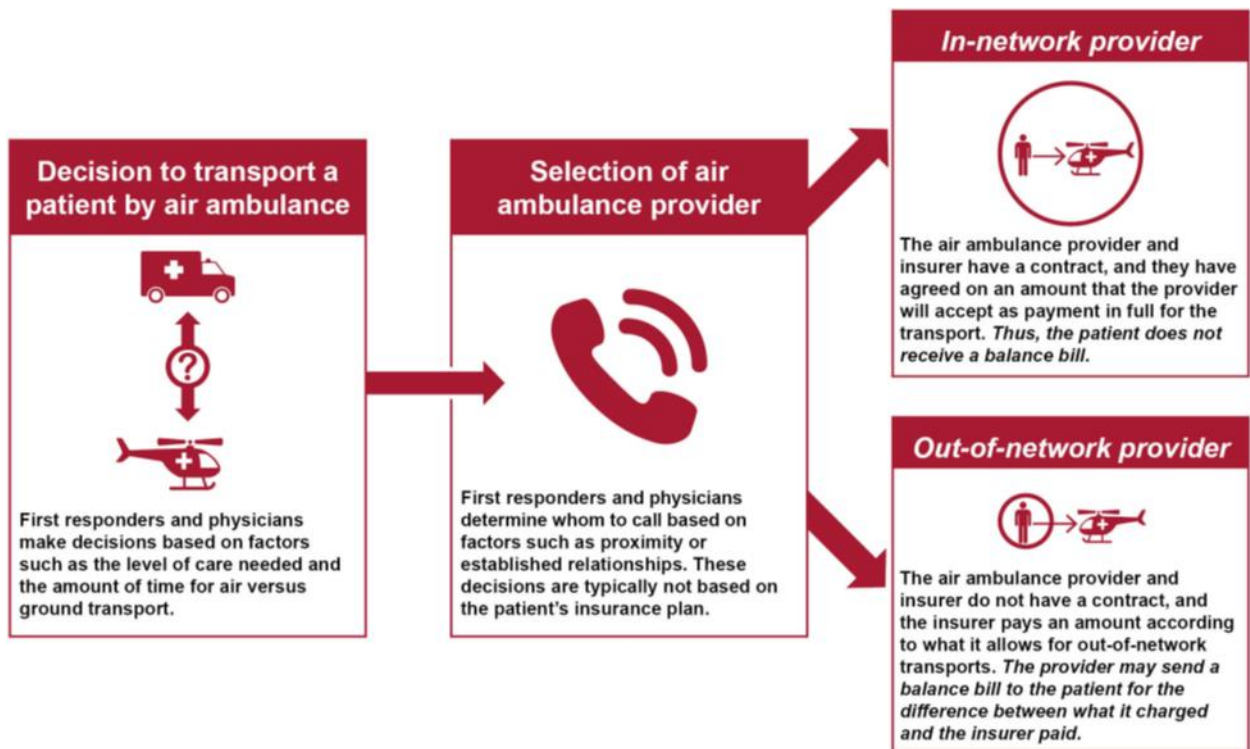 Decision to transport a
patient by air ambulance
?
First responders and physicians
make decisions based on factors
such as the level of care needed and
the amount of time for air versus
ground transport.
Selection of air
ambulance provider
First responders and physicians
determine whom to call based on
factors such as proximity or
established relationships. These
decisions are typically not based on
the patient's insurance plan.
In-network provider
The air ambulance provider and
insurer have a contract, and they have
agreed on an amount that the provider
will accept as payment in full for the
transport. Thus, the patient does not
receive a balance bill.
Out-of-network provider
The air ambulance provider and
insurer do not have a contract, and
the insurer pays an amount according
to what it allows for out-of-network
transports. The provider may send a
balance bill to the patient for the
difference between what it charged
and the insurer paid.